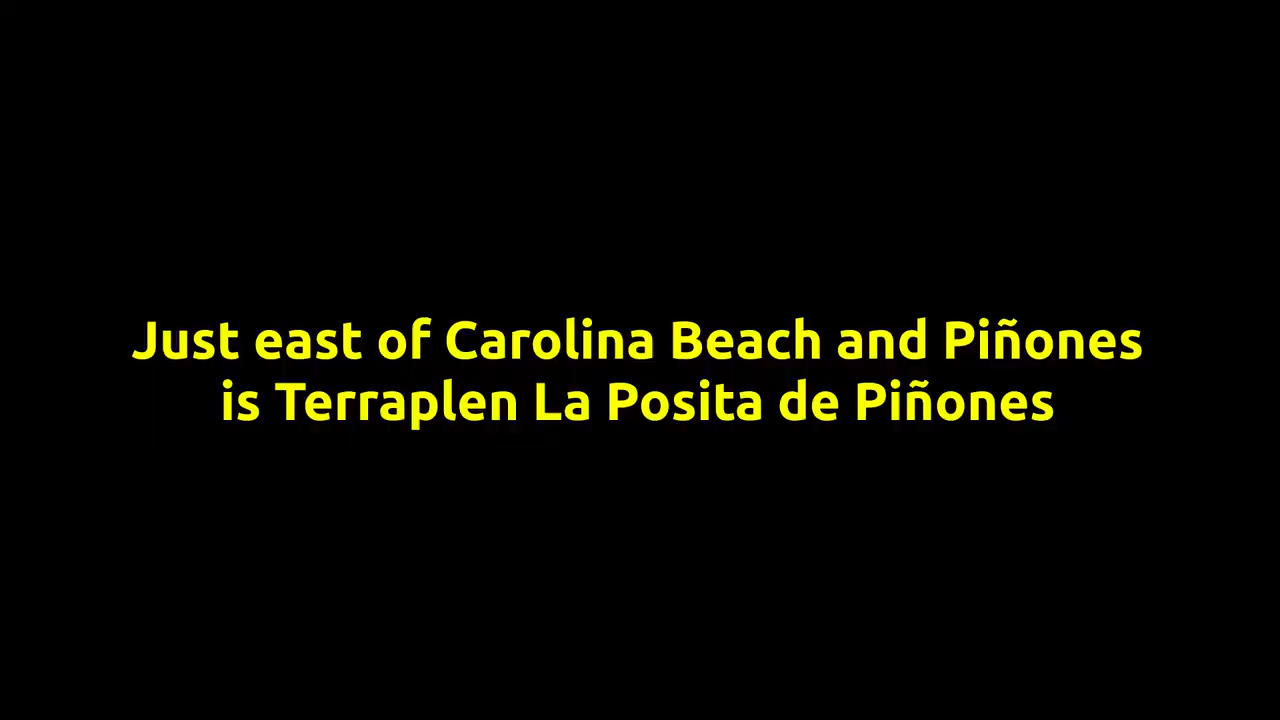 Just east of Carolina Beach and Piñones
is Terraplen La Posita de Piñones